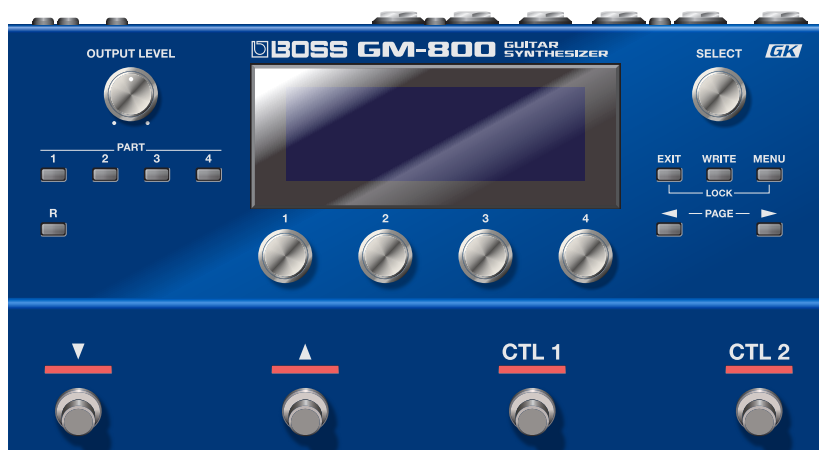 OUTPUT LEVEL
BOSS GM-800 GUITAR SYNTHESIZER
SELECT
GK
PART
1 2 3 4
EXIT WRITE MENU
LOCK
R
◄ PAGE ►
1 2 3 4
▼ ▲ CTL 1 CTL 2